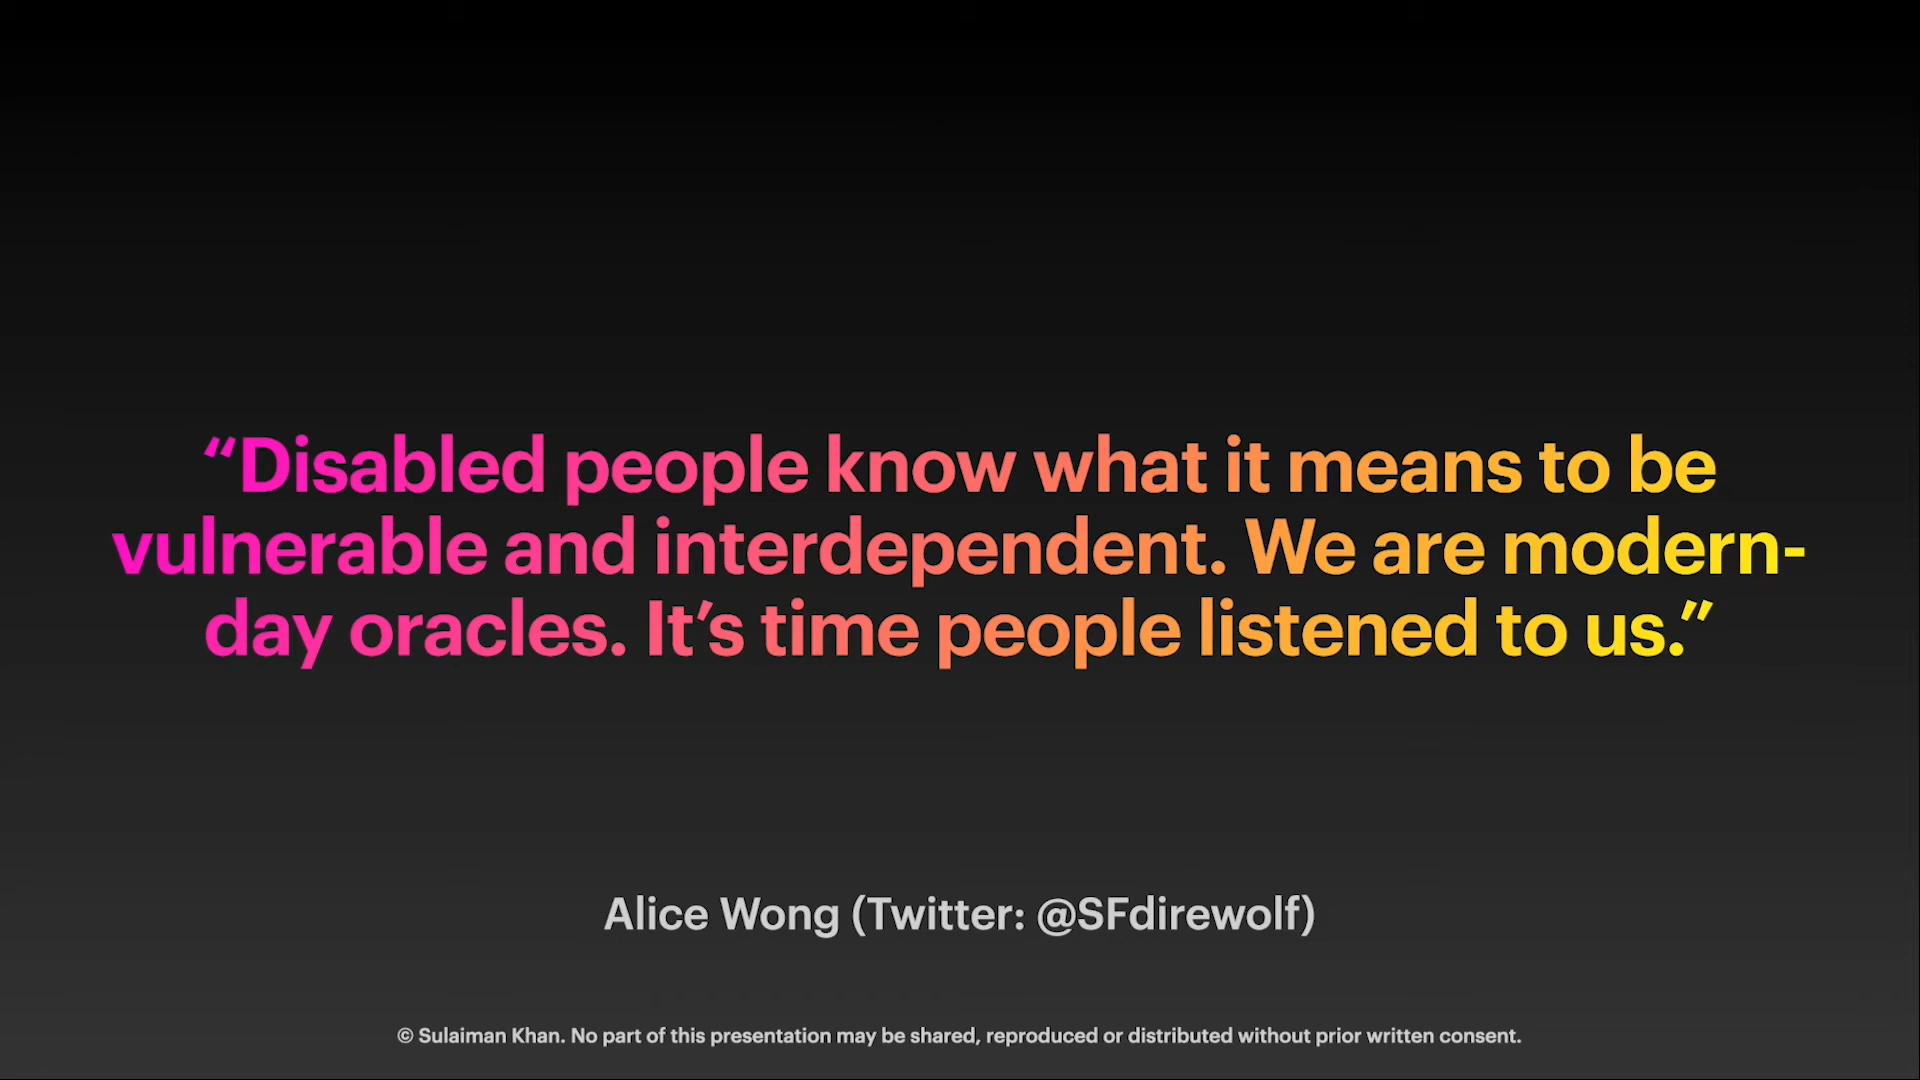 “Disabled people know what it means to be
vulnerable and interdependent. We are modern-
day oracles. It’s time people listened to us.”
Alice Wong (Twitter: @SFdirewolf)
© Sulaiman Khan. No part of this presentation may be shared, reproduced or distributed without prior written consent.